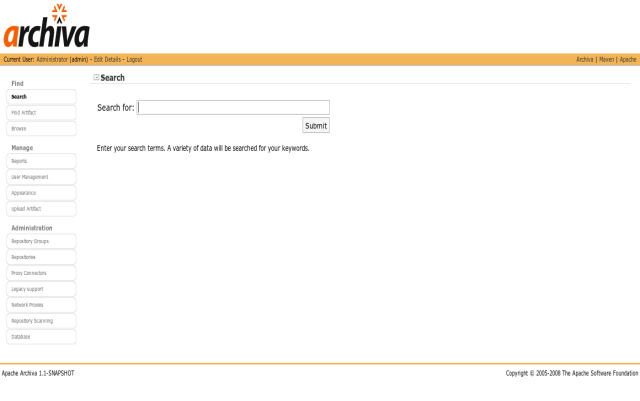 archiva
Current User: Administrator (admin) - Edit Details - Logout
Archiva | Maven | Apache
Find
Search
Find Artifact
Browse
Manage
Reports
User Management
Appearance
Upload Artifact
Administration
Repository Groups
Repositories
Proxy Connectors
Legacy Support
Network Proxies
Repository Scanning
Database
Search
Search for:
Submit
Enter your search terms. A variety of data will be searched for your keywords.
Apache Archiva 1.1-SNAPSHOT
Copyright © 2005-2008 The Apache Software Foundation